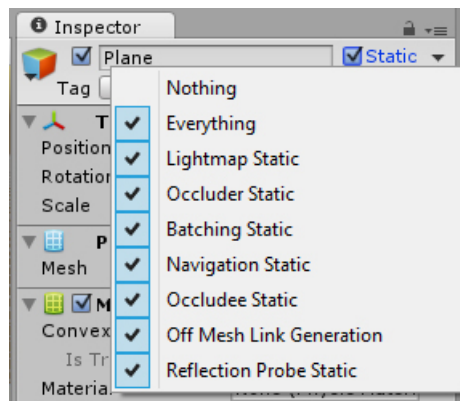 Inspector
Plane
Static
Tag
Nothing
T
Everything
Position
Lightmap Static
Rotation
Occluder Static
Scale
Batching Static
P
Navigation Static
Mesh
Occludee Static
M
Convex
Off Mesh Link Generation
Is Tr
Reflection Probe Static
Materia